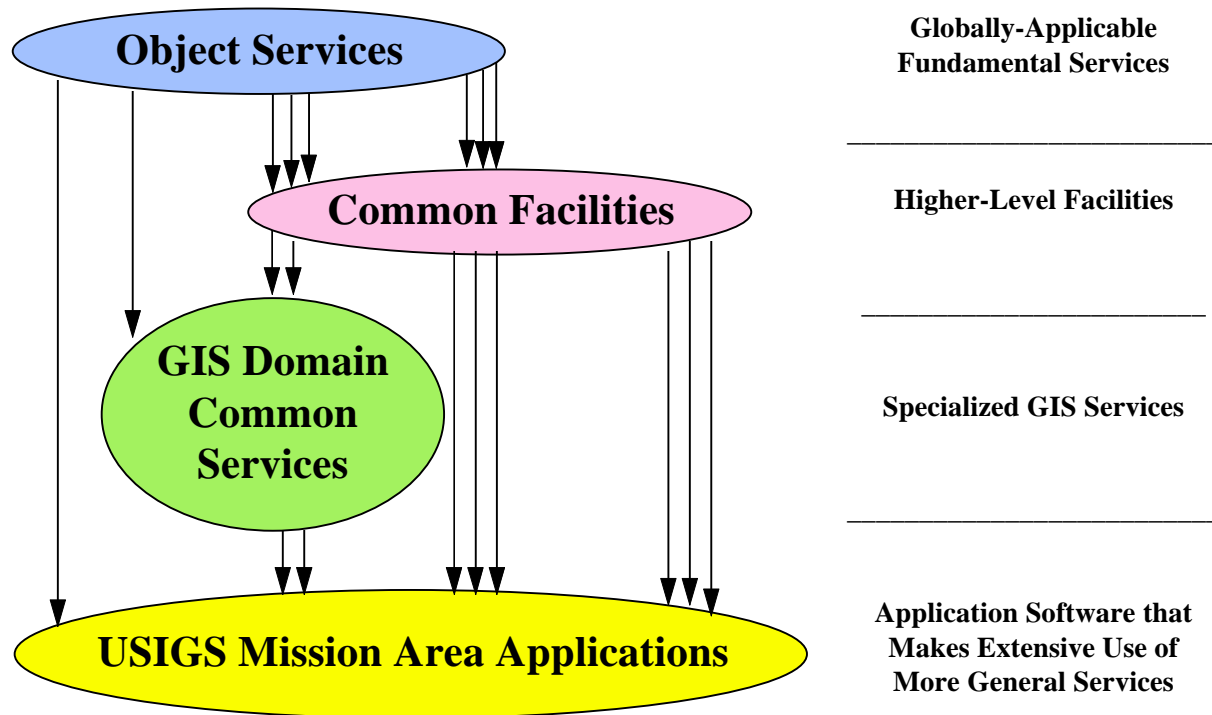 Object Services
Globally-Applicable
Fundamental Services
Common Facilities
Higher-Level Facilities
GIS Domain
Common
Services
Specialized GIS Services
USIGS Mission Area Applications
Application Software that
Makes Extensive Use of
More General Services